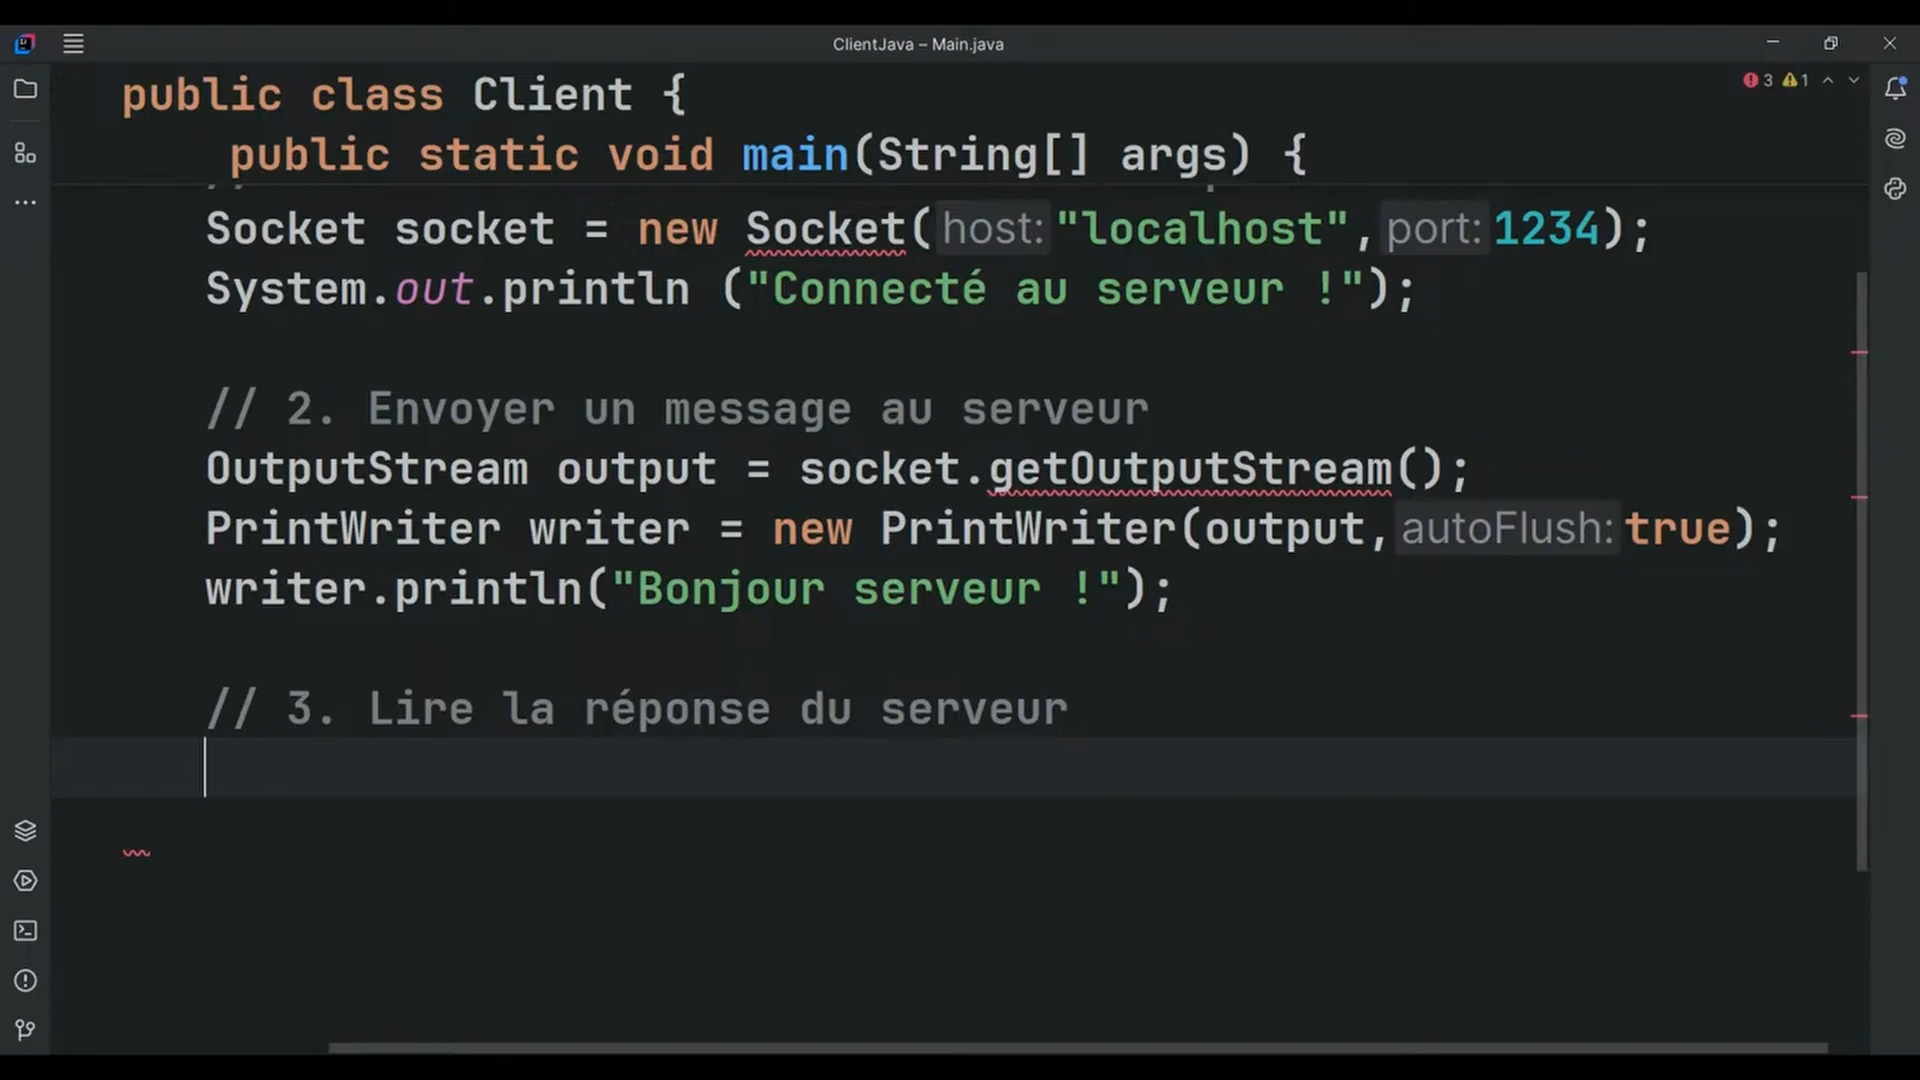 ClientJava – Main.java
3 1
public class Client {
public static void main(String[] args) {
Socket socket = new Socket( host: "localhost", port: 1234);
System.out.println ("Connecté au serveur !");
// 2. Envoyer un message au serveur
OutputStream output = socket.getOutputStream();
PrintWriter writer = new PrintWriter(output, autoFlush: true);
writer.println("Bonjour serveur !");
// 3. Lire la réponse du serveur